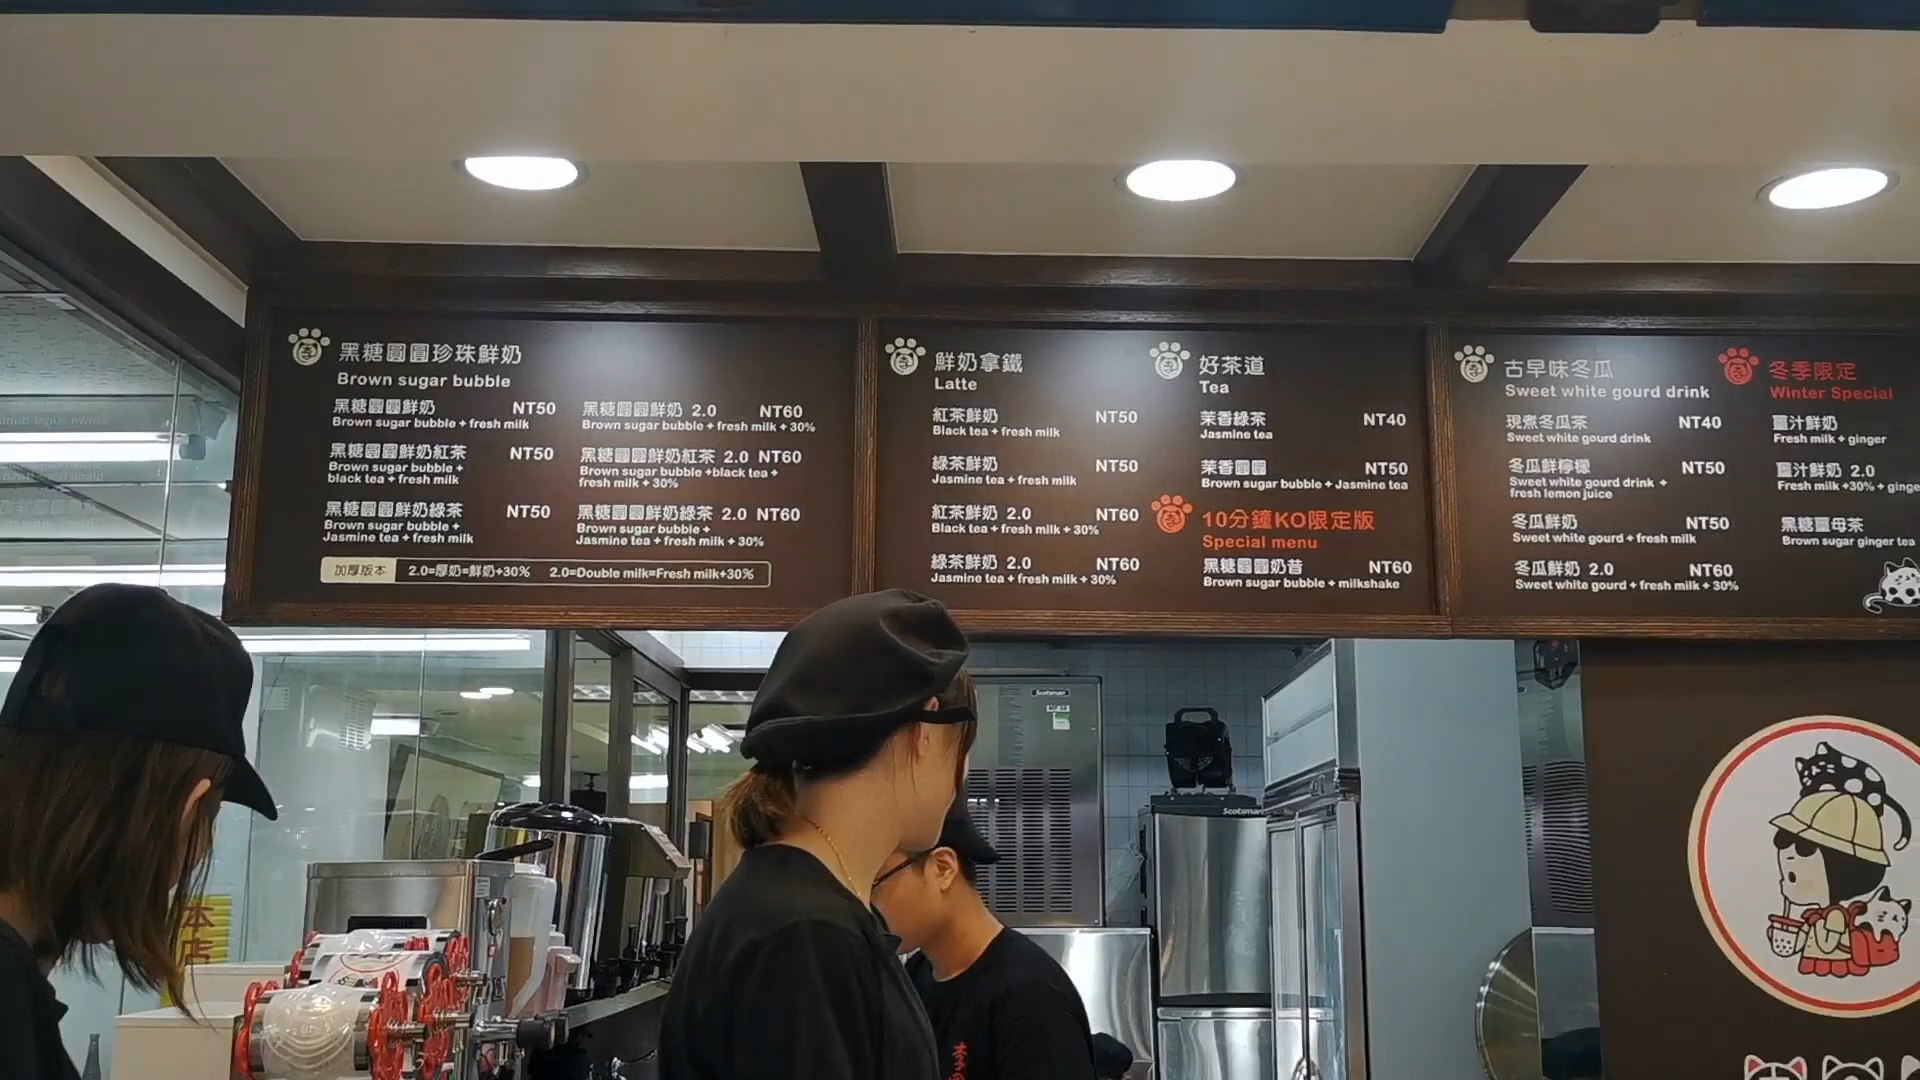 黑糖圓圓珍珠鮮奶
Brown sugar bubble
黑糖圓圓鮮奶 NT50
Brown sugar bubble + fresh milk
黑糖圓圓鮮奶紅茶 NT50
Brown sugar bubble +
black tea + fresh milk
黑糖圓圓鮮奶綠茶 NT50
Brown sugar bubble +
Jasmine tea + fresh milk
黑糖圓圓鮮奶 2.0 NT60
Brown sugar bubble + fresh milk + 30%
黑糖圓圓鮮奶紅茶 2.0 NT60
Brown sugar bubble +black tea +
fresh milk + 30%
黑糖圓圓鮮奶綠茶 2.0 NT60
Brown sugar bubble +
Jasmine tea + fresh milk + 30%
加厚版本 2.0=厚奶=鮮奶+30% 2.0=Double milk=Fresh milk+30%
鮮奶拿鐵
Latte
紅茶鮮奶 NT50
Black tea + fresh milk
綠茶鮮奶 NT50
Jasmine tea + fresh milk
紅茶鮮奶 2.0 NT60
Black tea + fresh milk + 30%
綠茶鮮奶 2.0 NT60
Jasmine tea + fresh milk + 30%
好茶道
Tea
茉香綠茶 NT40
Jasmine tea
茉香圓圓 NT50
Brown sugar bubble + Jasmine tea
10分鐘KO限定版
Special menu
黑糖圓圓奶昔 NT60
Brown sugar bubble + milkshake
古早味冬瓜
Sweet white gourd drink
現煮冬瓜茶 NT40
Sweet white gourd drink
冬瓜鮮檸檬 NT50
Sweet white gourd drink +
fresh lemon juice
冬瓜鮮奶 NT50
Sweet white gourd + fresh milk
冬瓜鮮奶 2.0 NT60
Sweet white gourd + fresh milk + 30%
冬季限定
Winter Special
薑汁鮮奶
Fresh milk + ginger
薑汁鮮奶 2.0
Fresh milk +30% + ginge
黑糖薑母茶
Brown sugar ginger tea
Scotsman
Scotsman
本店
李